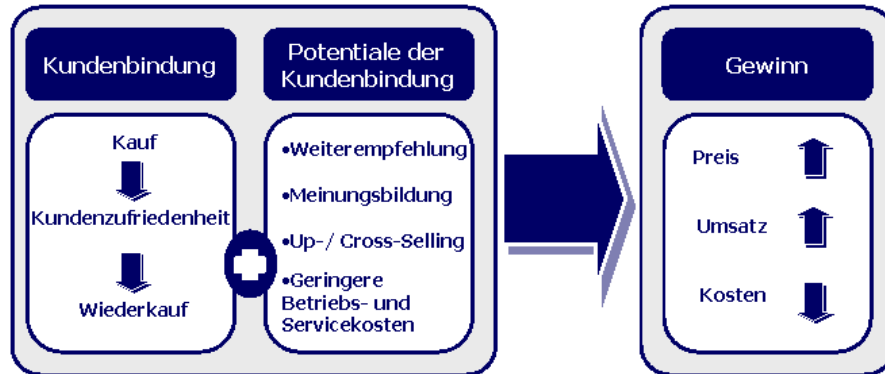 Kundenbindung
Kauf
Kundenzufriedenheit
Wiederkauf
Potentiale der
Kundenbindung
•Weiterempfehlung
•Meinungsbildung
•Up-/ Cross-Selling
•Geringere
Betriebs- und
Servicekosten
Gewinn
Preis
Umsatz
Kosten